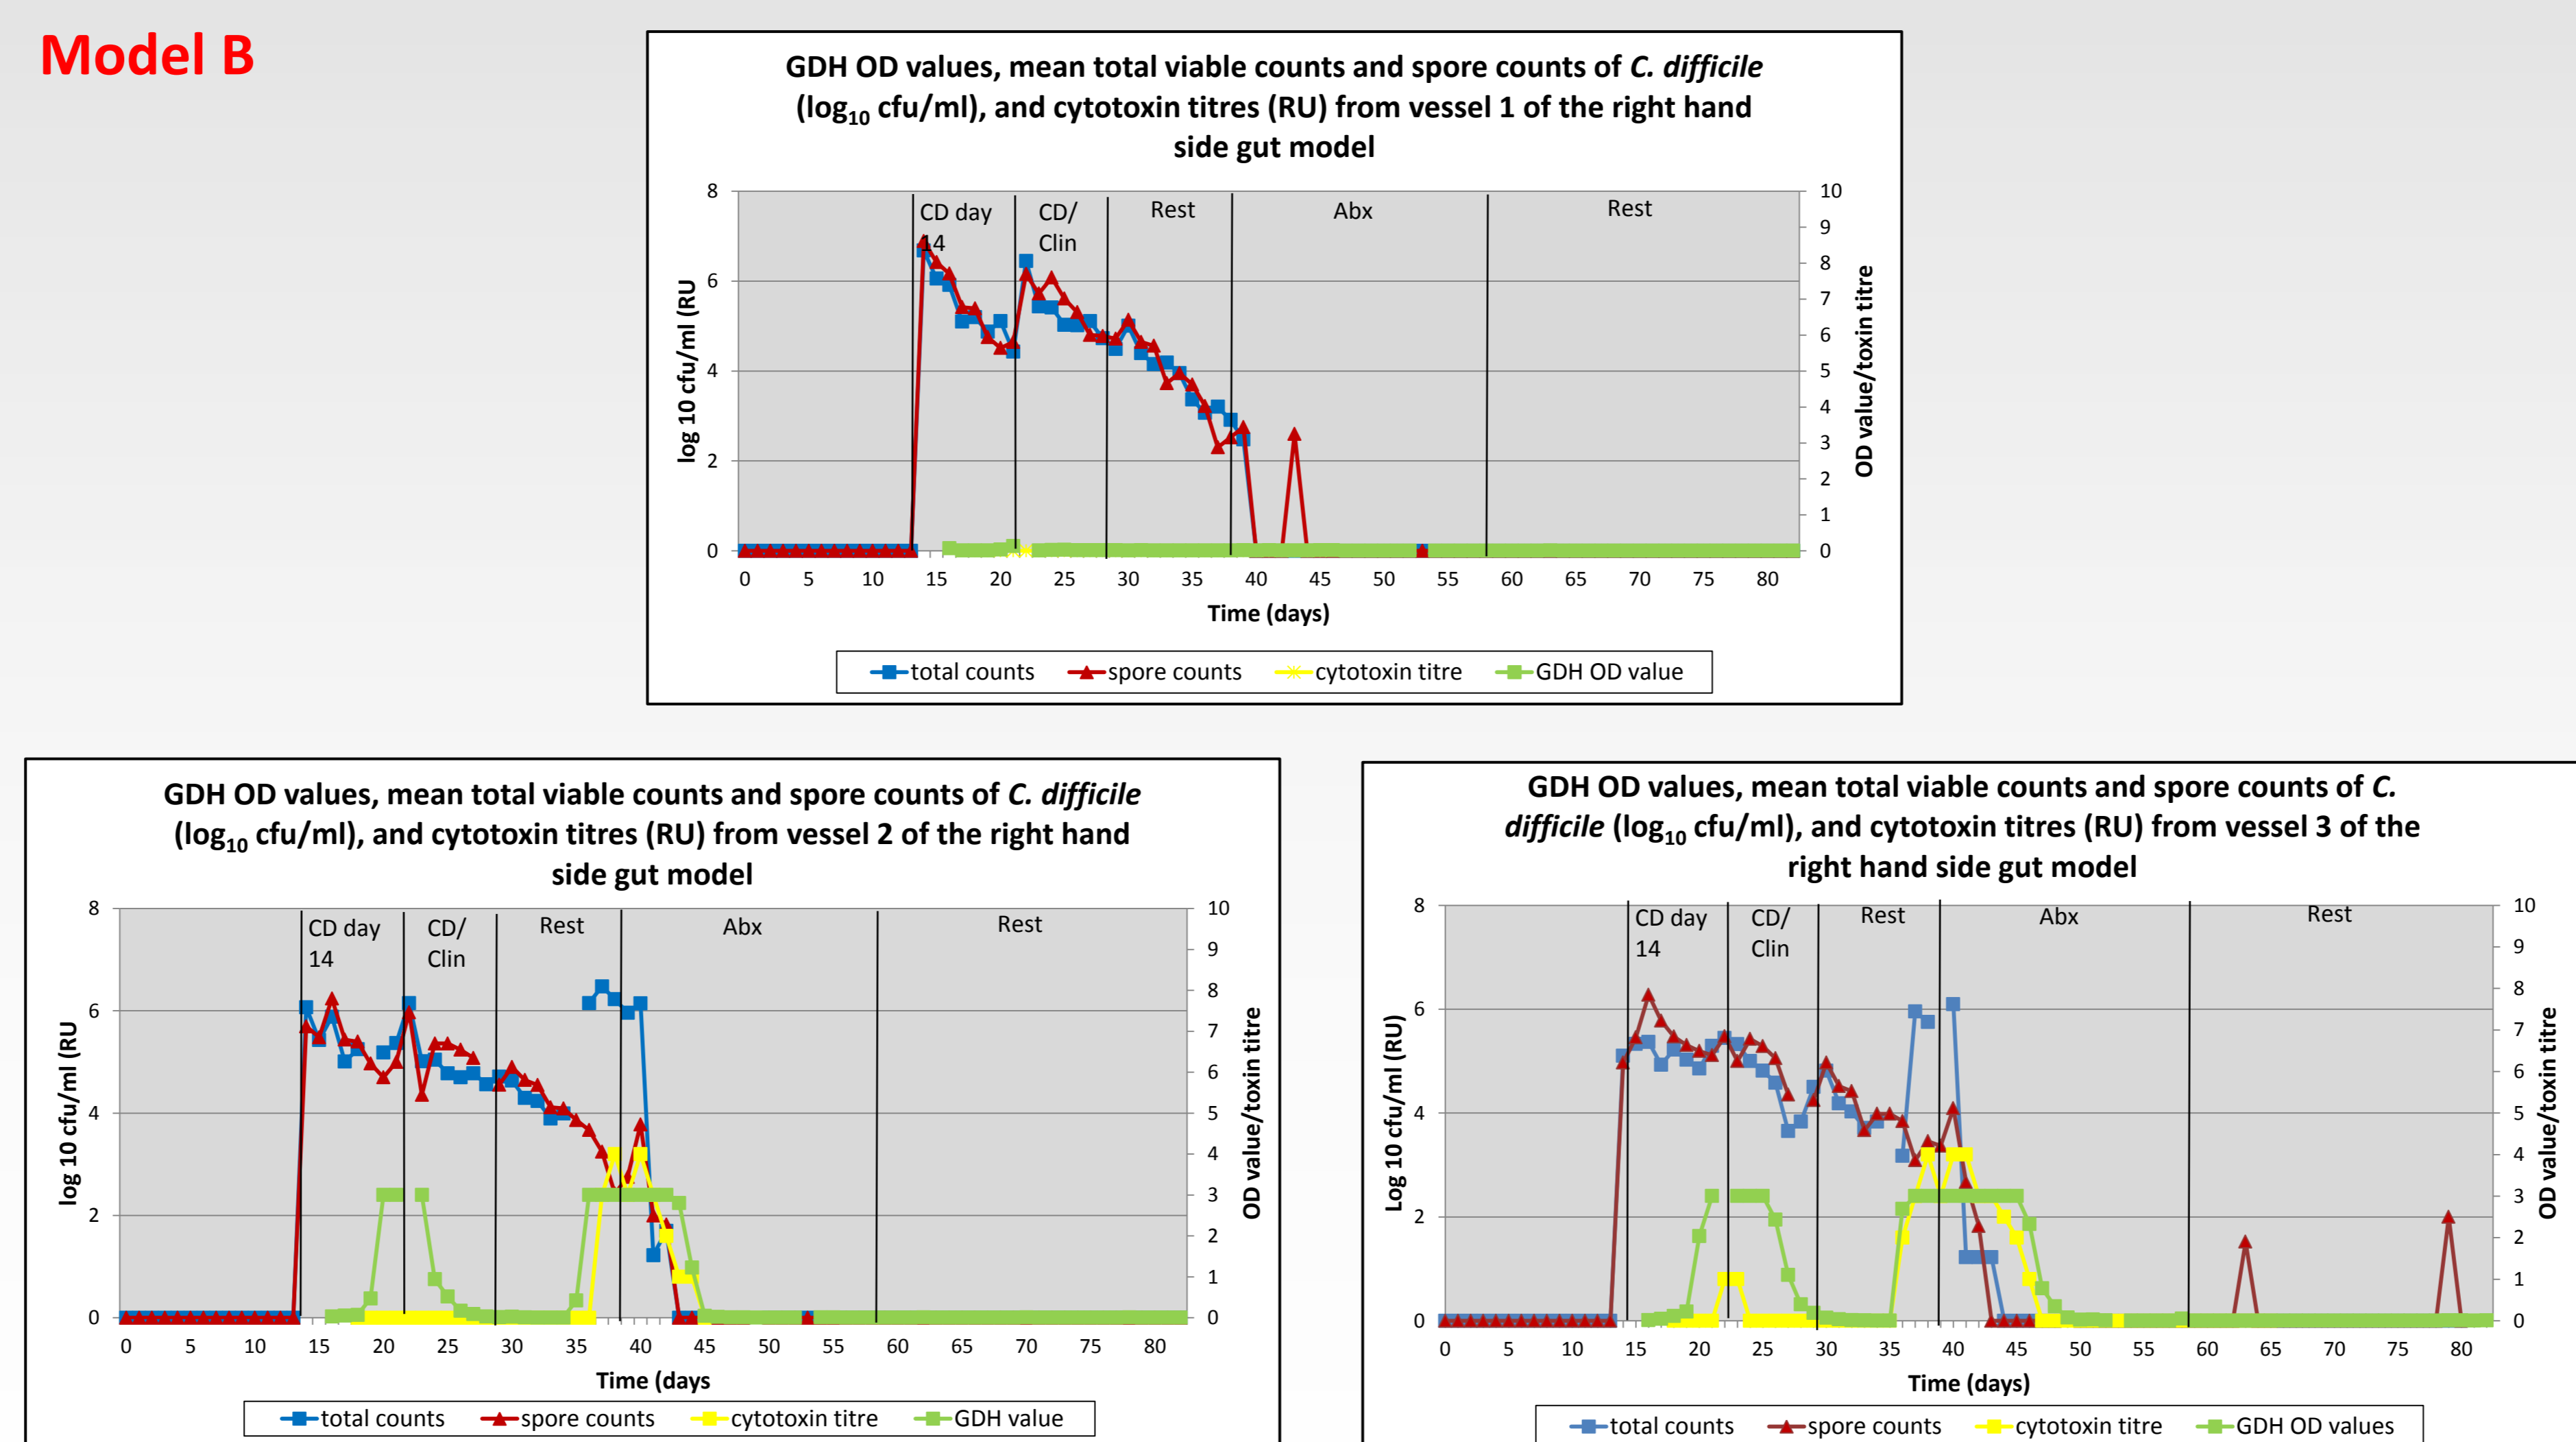 Model B
GDH OD values, mean total viable counts and spore counts of C. difficile
(log10 cfu/ml), and cytotoxin titres (RU) from vessel 1 of the right hand
side gut model
CD day
14
CD/
Clin
Rest
Abx
Rest
8
6
4
2
0
10
9
8
7
6
5
4
3
2
1
0
log 10 cfu/ml (RU
OD value/toxin titre
0 5 10 15 20 25 30 35 40 45 50 55 60 65 70 75 80
Time (days)
total counts spore counts cytotoxin titre GDH OD value
GDH OD values, mean total viable counts and spore counts of C. difficile
(log10 cfu/ml), and cytotoxin titres (RU) from vessel 2 of the right hand
side gut model
CD day
14
CD/
Clin
Rest
Abx
Rest
8
6
4
2
0
10
9
8
7
6
5
4
3
2
1
0
log 10 cfu/ml (RU
OD value/toxin titre
0 5 10 15 20 25 30 35 40 45 50 55 60 65 70 75 80
Time (days
total counts spore counts cytotoxin titre GDH value
GDH OD values, mean total viable counts and spore counts of C.
difficile (log10 cfu/ml), and cytotoxin titres (RU) from vessel 3 of the
right hand side gut model
CD day
14
CD/
Clin
Rest
Abx
Rest
8
6
4
2
0
10
9
8
7
6
5
4
3
2
1
0
Log 10 cfu/ml (RU)
OD value/toxin titre
0 5 10 15 20 25 30 35 40 45 50 55 60 65 70 75 80
Time (days)
total counts spore counts cytotoxin titre GDH OD values